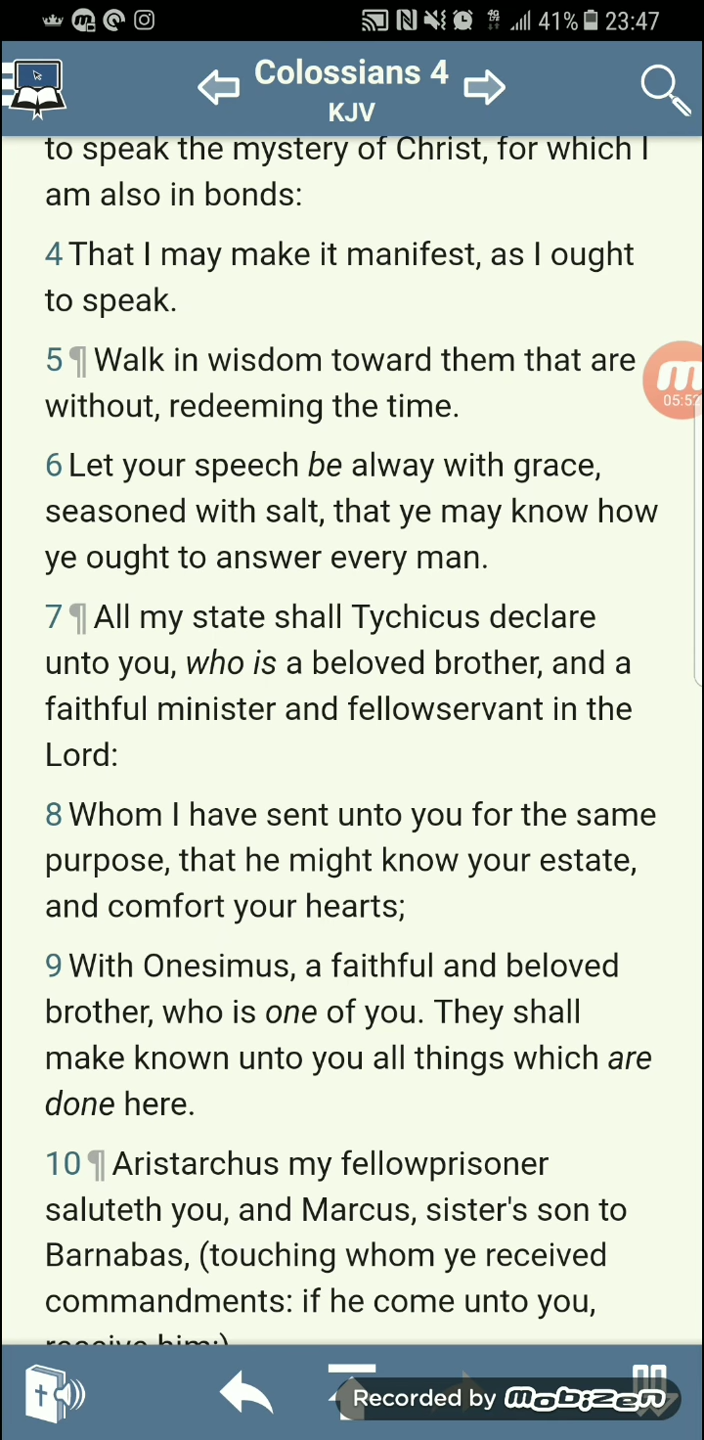 41% 23:47
Colossians 4
KJV
to speak the mystery of Christ, for which I
am also in bonds:
4 That I may make it manifest, as I ought
to speak.
5 ¶ Walk in wisdom toward them that are
without, redeeming the time.
05:52
6 Let your speech be alway with grace,
seasoned with salt, that ye may know how
ye ought to answer every man.
7 ¶ All my state shall Tychicus declare
unto you, who is a beloved brother, and a
faithful minister and fellowservant in the
Lord:
8 Whom I have sent unto you for the same
purpose, that he might know your estate,
and comfort your hearts;
9 With Onesimus, a faithful and beloved
brother, who is one of you. They shall
make known unto you all things which are
done here.
10 ¶ Aristarchus my fellowprisoner
saluteth you, and Marcus, sister's son to
Barnabas, (touching whom ye received
commandments: if he come unto you,
receive him;)
Recorded by mobizen